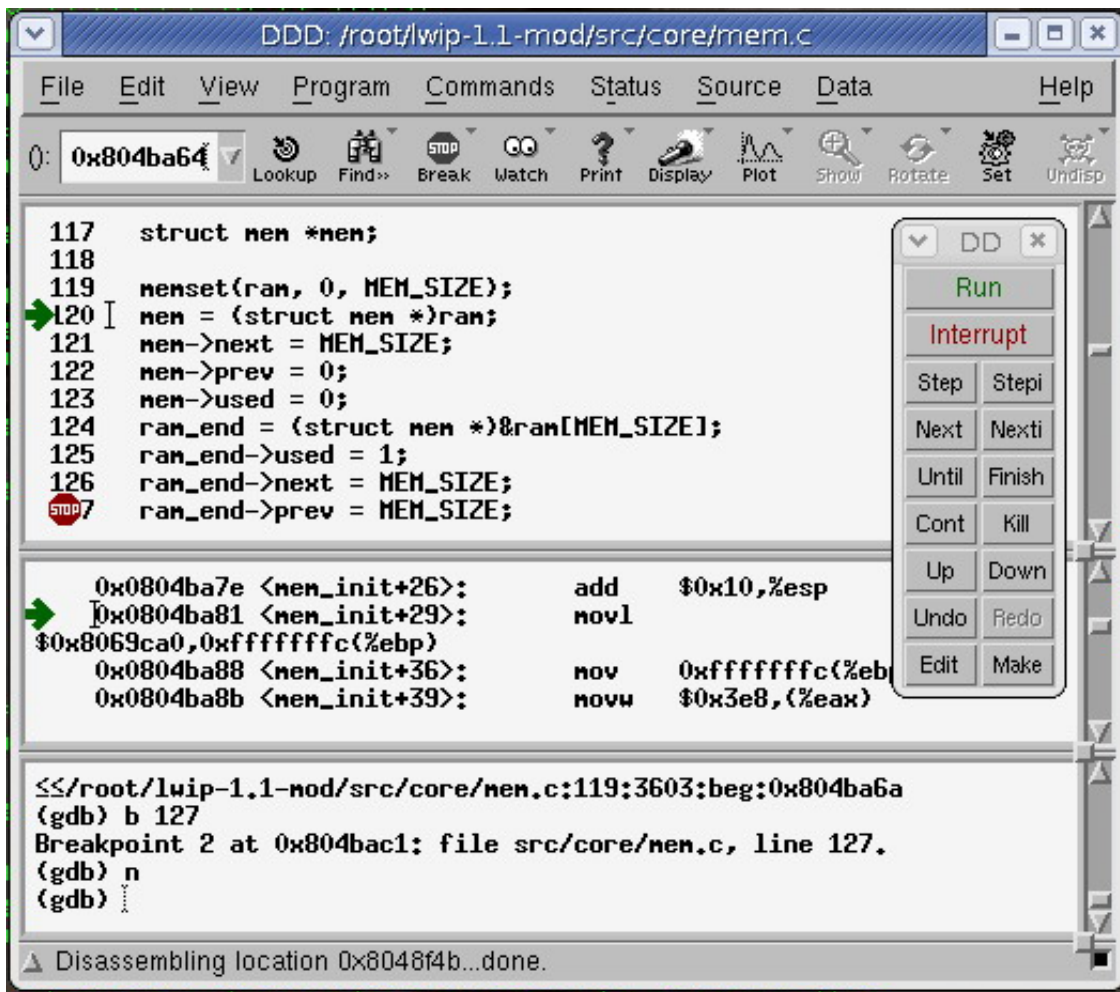 DDD: /root/lwip-1.1-mod/src/core/mem.c
File Edit View Program Commands Status Source Data Help
(): 0x804ba64
Lookup Find» Break Watch Print Display Plot Show Rotate Set Undisp
117 struct mem *mem;
118
119 memset(ram, 0, MEM_SIZE);
120 mem = (struct mem *)ram;
121 mem->next = MEM_SIZE;
122 mem->prev = 0;
123 mem->used = 0;
124 ram_end = (struct mem *)&ram[MEM_SIZE];
125 ram_end->used = 1;
126 ram_end->next = MEM_SIZE;
STOP 7 ram_end->prev = MEM_SIZE;
DD
Run
Interrupt
Step Stepi
Next Nexti
Until Finish
Cont Kill
Up Down
Undo Redo
Edit Make
0x0804ba7e <mem_init+26>: add $0x10,%esp
0x0804ba81 <mem_init+29>: movl
$0x8069ca0,0xfffffffc(%ebp)
0x0804ba88 <mem_init+36>: mov 0xfffffffc(%eb
0x0804ba8b <mem_init+39>: movw $0x3e8,(%eax)
≤≤/root/lwip-1.1-mod/src/core/mem.c:119:3603:beg:0x804ba6a
(gdb) b 127
Breakpoint 2 at 0x804bac1: file src/core/mem.c, line 127.
(gdb) n
(gdb)
Disassembling location 0x8048f4b...done.